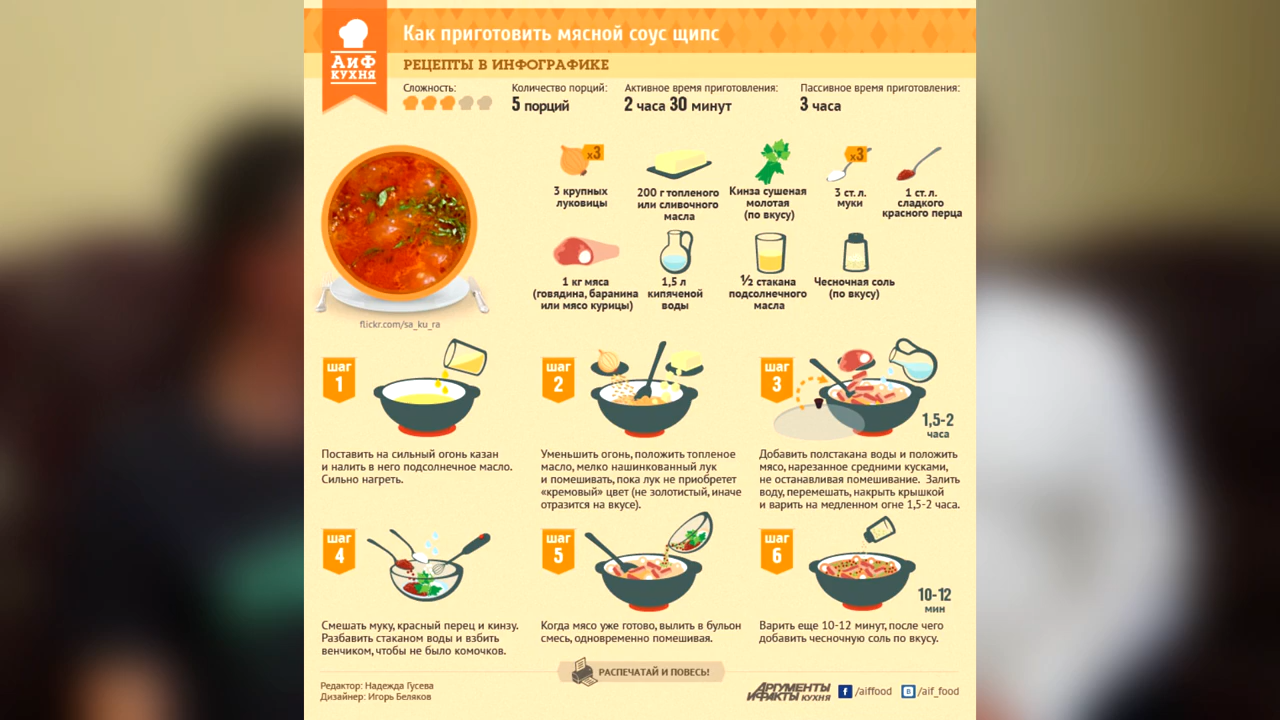 АиФ
КУХНЯ
Как приготовить мясной соус щипс
РЕЦЕПТЫ В ИНФОГРАФИКЕ
Сложность:
Количество порций:
5 порций
Активное время приготовления:
2 часа 30 минут
Пассивное время приготовления:
3 часа
x3
3 крупных
луковицы
200 г топленого
или сливочного
масла
Кинза сушеная
молотая
(по вкусу)
x3
3 ст. л.
муки
1 ст. л.
сладкого
красного перца
1 кг мяса
(говядина, баранина
или мясо курицы)
1,5 л
кипяченой
воды
½ стакана
подсолнечного
масла
Чесночная соль
(по вкусу)
flickr.com/sa_ku_ra
шаг
1
Поставить на сильный огонь казан
и налить в него подсолнечное масло.
Сильно нагреть.
шаг
2
Уменьшить огонь, положить топленое
масло, мелко нашинкованный лук
и помешивать, пока лук не приобретет
«кремовый» цвет (не золотистый, иначе
отразится на вкусе).
шаг
3
1,5-2
часа
Добавить полстакана воды и положить
мясо, нарезанное средними кусками,
не останавливая помешивание. Залить
воду, перемешать, накрыть крышкой
и варить на медленном огне 1,5-2 часа.
шаг
4
Смешать муку, красный перец и кинзу.
Разбавить стаканом воды и взбить
венчиком, чтобы не было комочков.
шаг
5
Когда мясо уже готово, вылить в бульон
смесь, одновременно помешивая.
шаг
6
10-12
мин
Варить еще 10-12 минут, после чего
добавить чесночную соль по вкусу.
РАСПЕЧАТАЙ И ПОВЕСЬ!
Редактор: Надежда Гусева
Дизайнер: Игорь Беляков
АРГУМЕНТЫ
И ФАКТЫ КУХНЯ
f /aiffood
B /aif_food